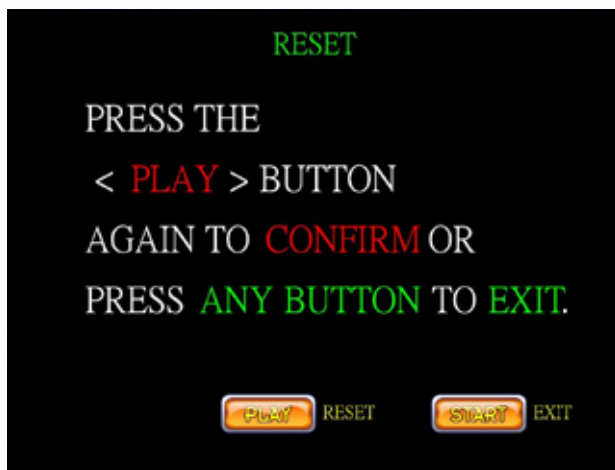 RESET
PRESS THE
< PLAY > BUTTON
AGAIN TO CONFIRM OR
PRESS ANY BUTTON TO EXIT.
PLAY RESET START EXIT